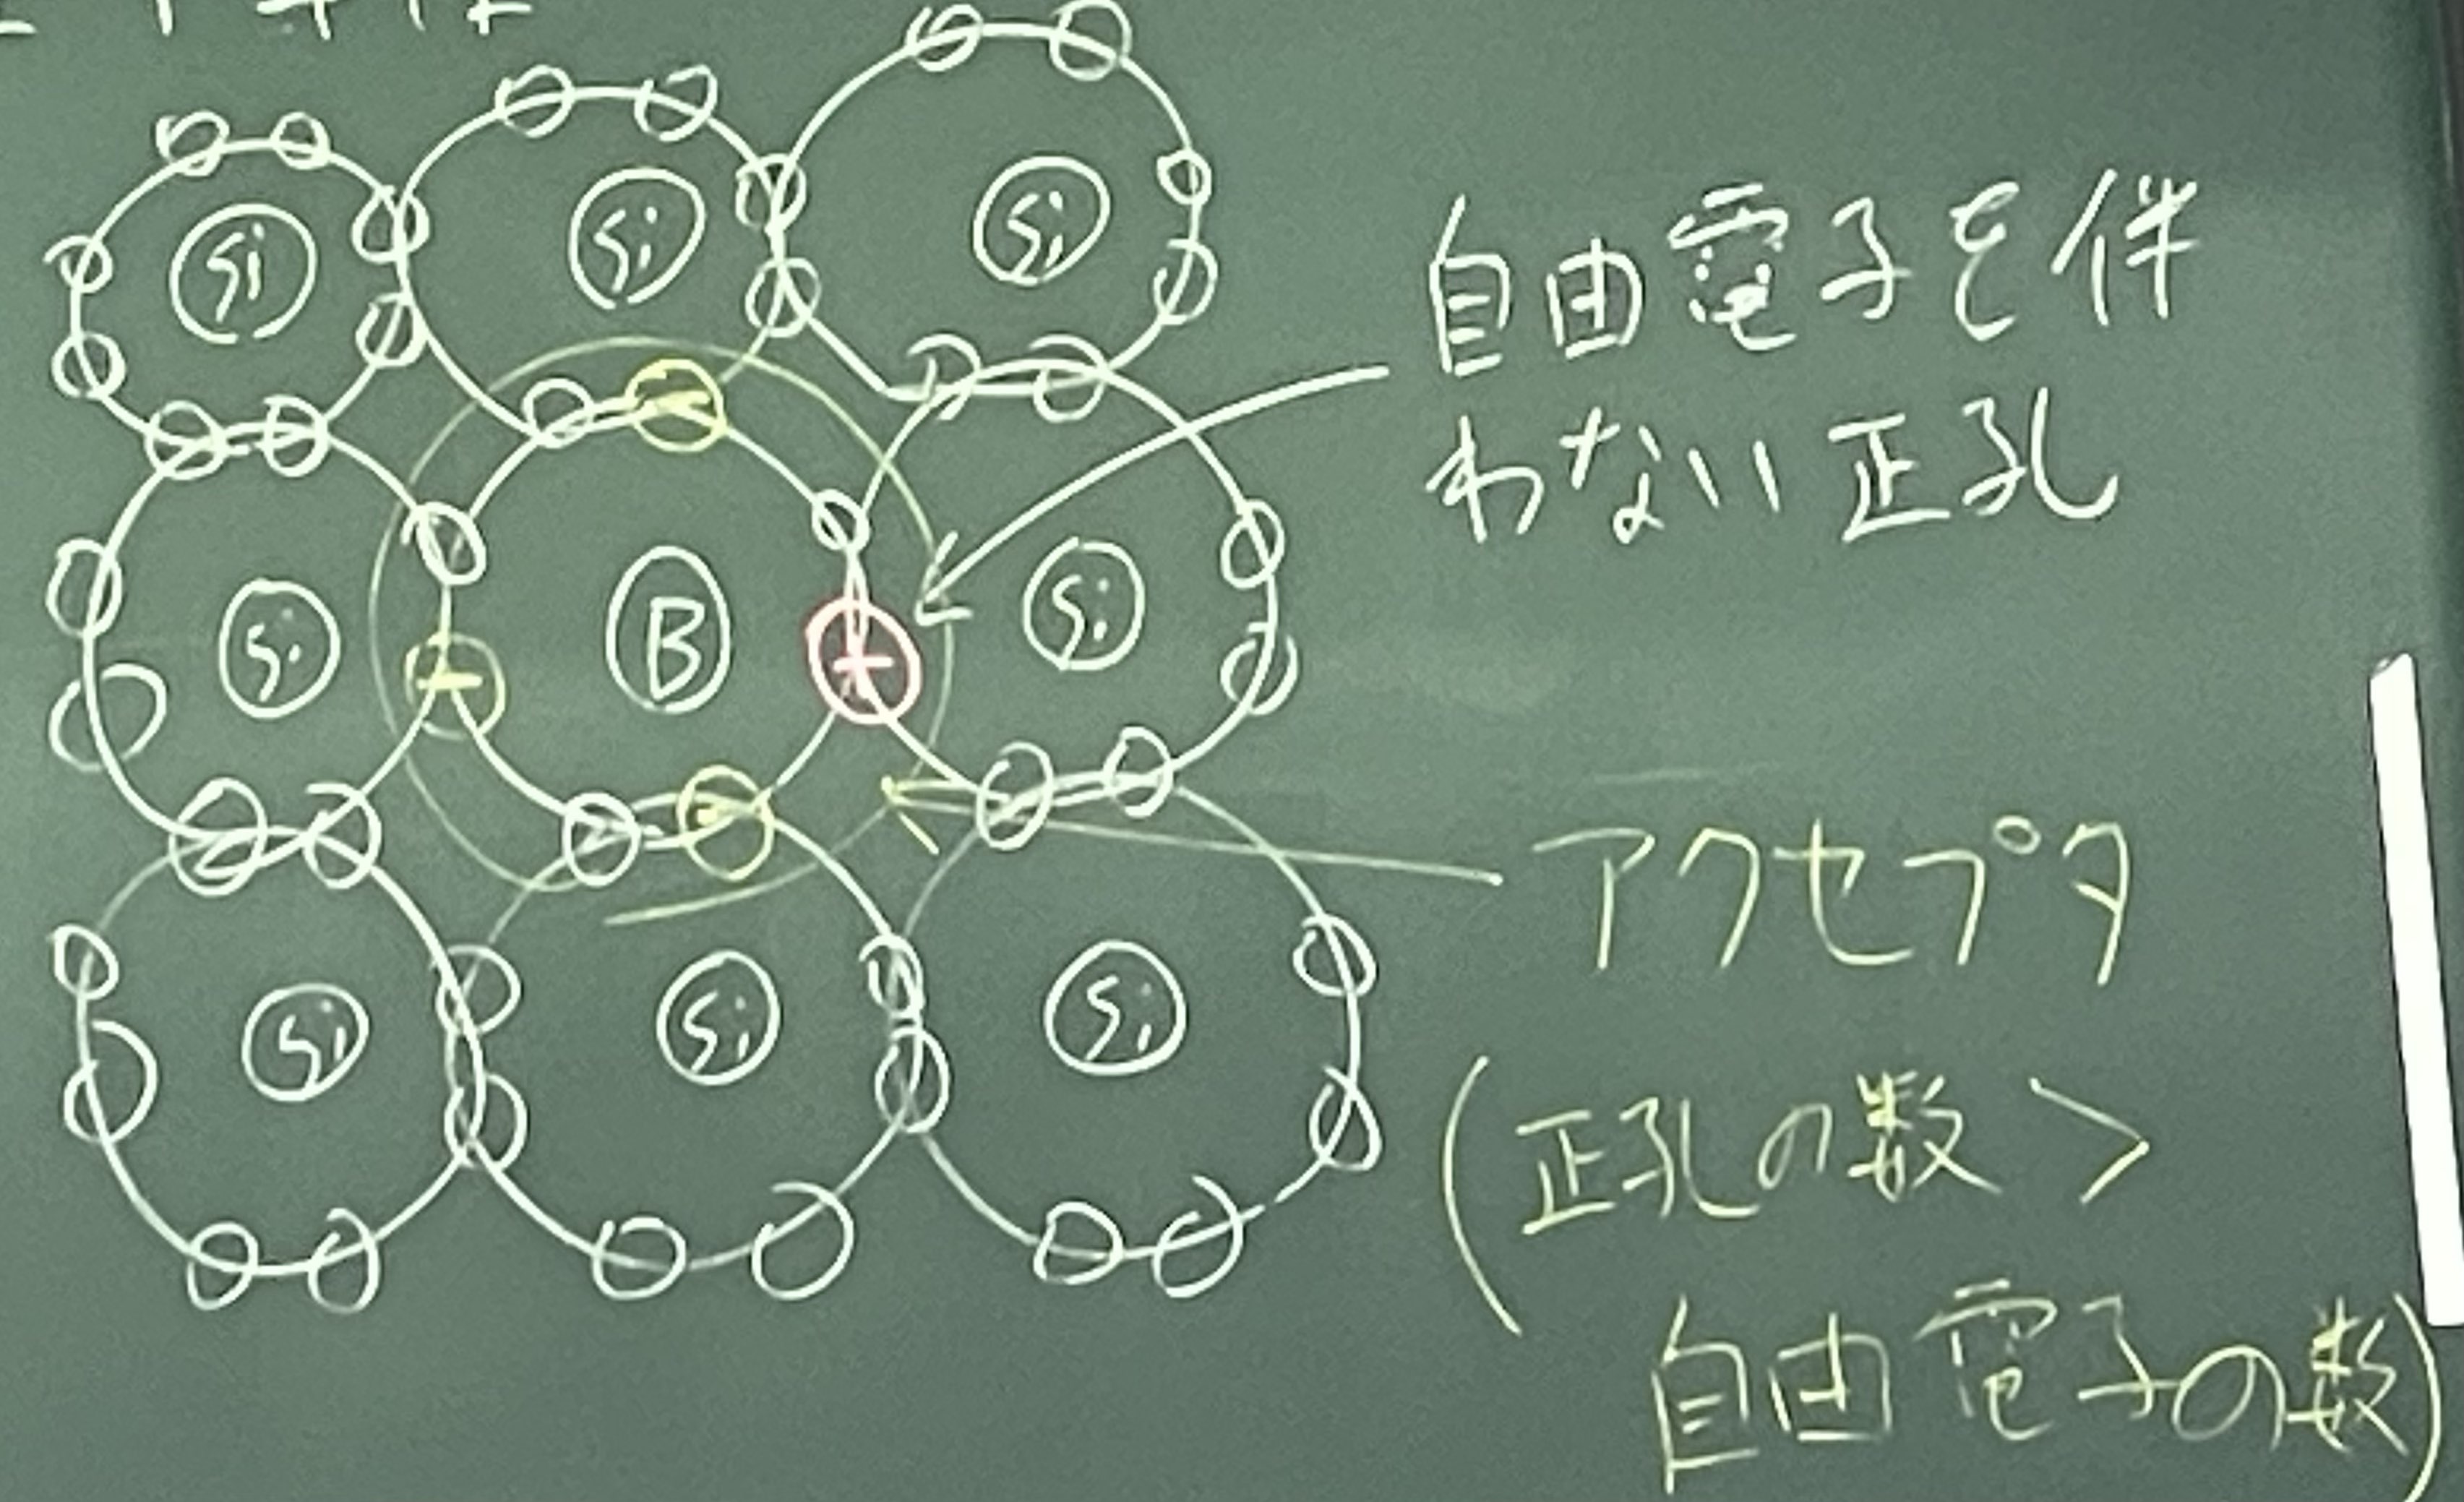 Si Si Si
自由電子を伴
わない正孔
Si B Si
アクセプタ
Si Si Si
(正孔の数 >
自由電子の数)